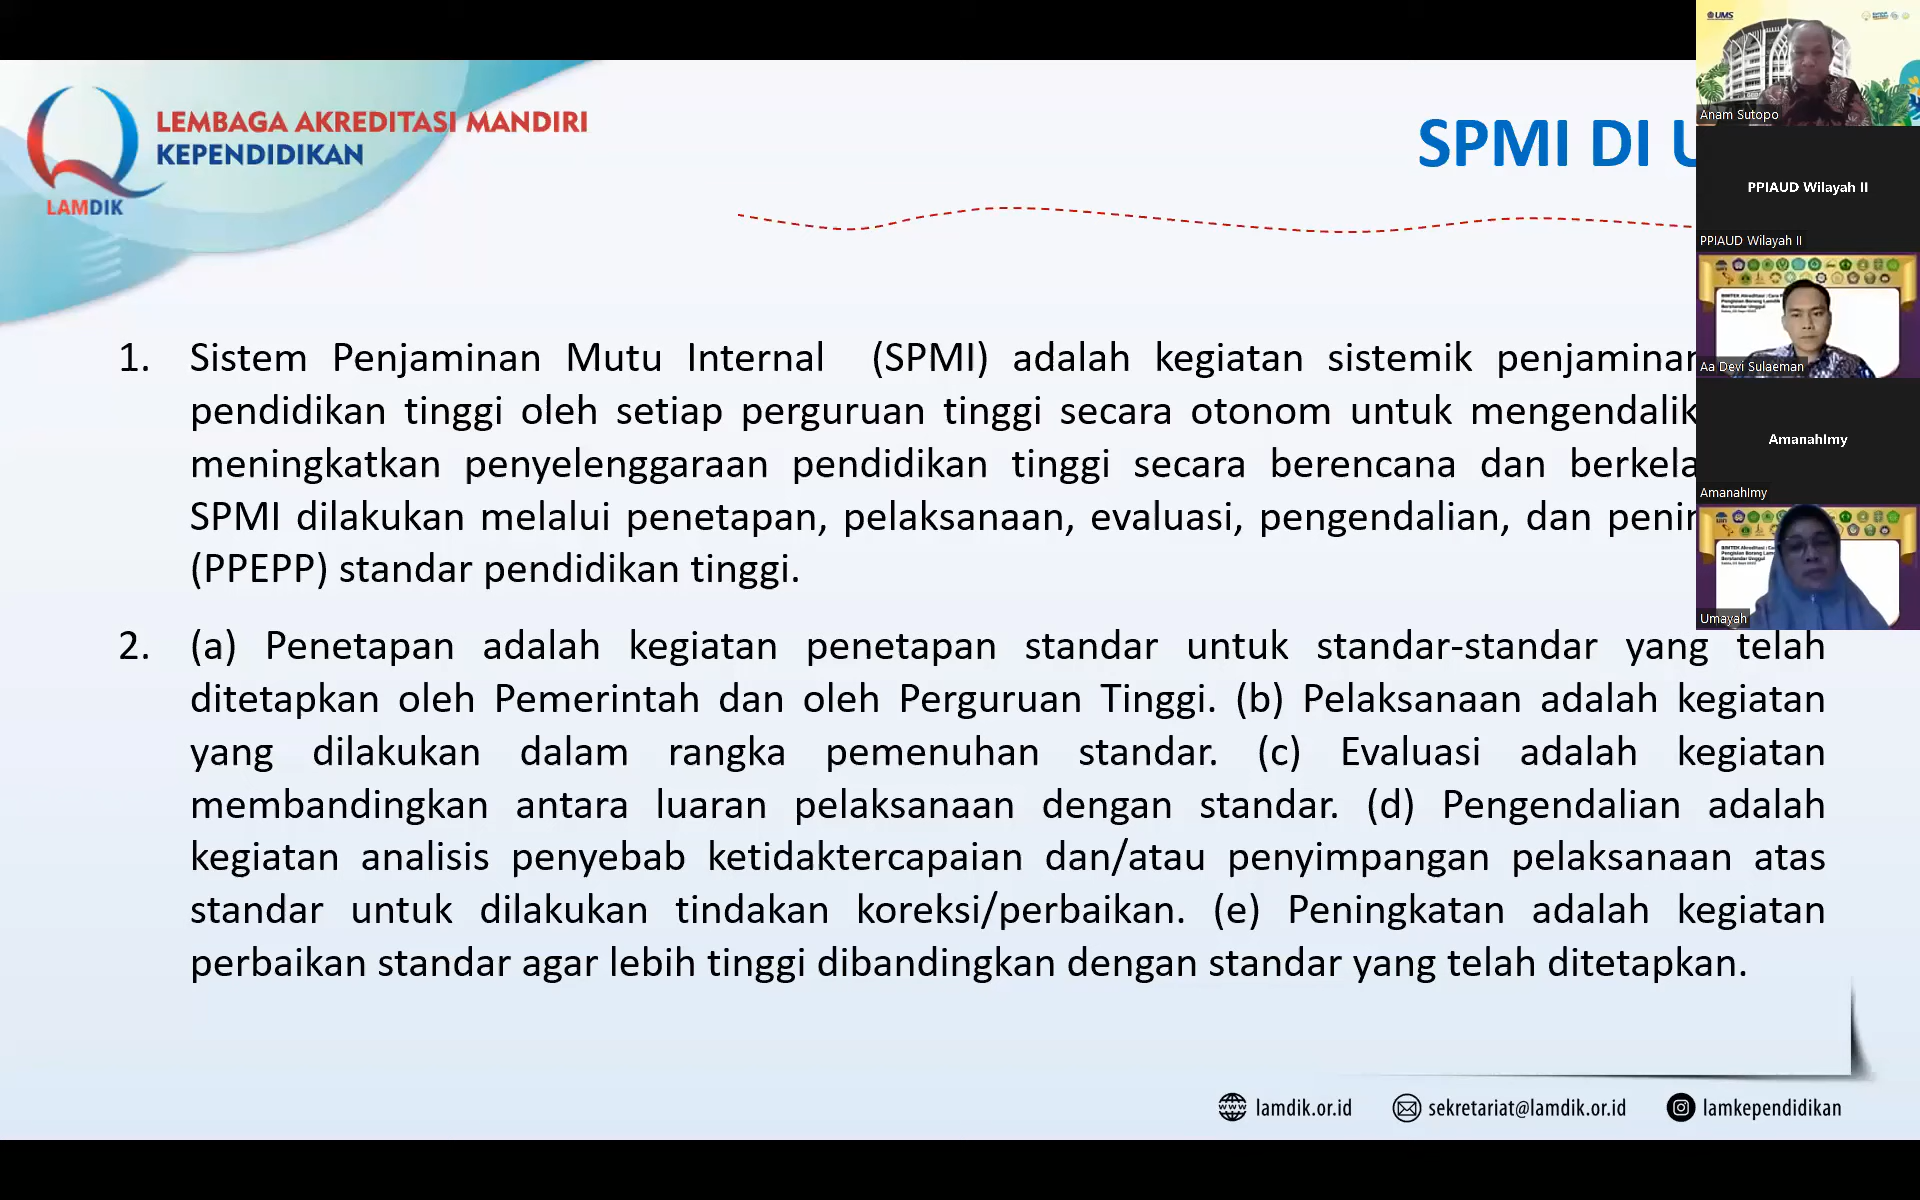 LEMBAGA AKREDITASI MANDIRI
KEPENDIDIKAN
LAMDIK
SPMI DI
1. Sistem Penjaminan Mutu Internal (SPMI) adalah kegiatan sistemik penjaminan
pendidikan tinggi oleh setiap perguruan tinggi secara otonom untuk mengendalik
meningkatkan penyelenggaraan pendidikan tinggi secara berencana dan berkela
SPMI dilakukan melalui penetapan, pelaksanaan, evaluasi, pengendalian, dan penin
(PPEPP) standar pendidikan tinggi.
2. (a) Penetapan adalah kegiatan penetapan standar untuk standar-standar yang telah
ditetapkan oleh Pemerintah dan oleh Perguruan Tinggi. (b) Pelaksanaan adalah kegiatan
yang dilakukan dalam rangka pemenuhan standar. (c) Evaluasi adalah kegiatan
membandingkan antara luaran pelaksanaan dengan standar. (d) Pengendalian adalah
kegiatan analisis penyebab ketidaktercapaian dan/atau penyimpangan pelaksanaan atas
standar untuk dilakukan tindakan koreksi/perbaikan. (e) Peningkatan adalah kegiatan
perbaikan standar agar lebih tinggi dibandingkan dengan standar yang telah ditetapkan.
www lamdik.or.id
sekretariat@lamdik.or.id
lamkependidikan
UMS
Anam Sutopo
PPIAUD Wilayah II
PPIAUD Wilayah II
Aa Devi Sulaeman
AmanahImy
AmanahImy
Umayah